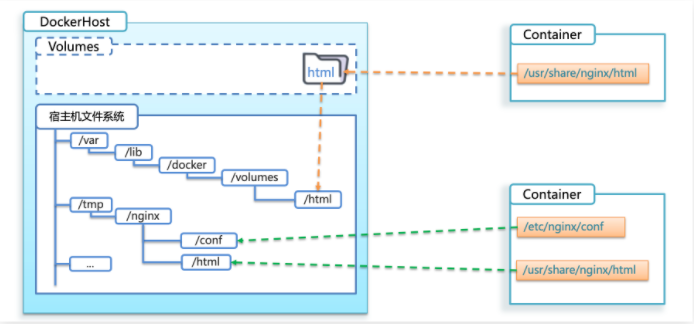 DockerHost
Volumes
html
宿主机文件系统
/var
/lib
/docker
/volumes
/html
/tmp
/nginx
/conf
/html
...
Container
/usr/share/nginx/html
Container
/etc/nginx/conf
/usr/share/nginx/html